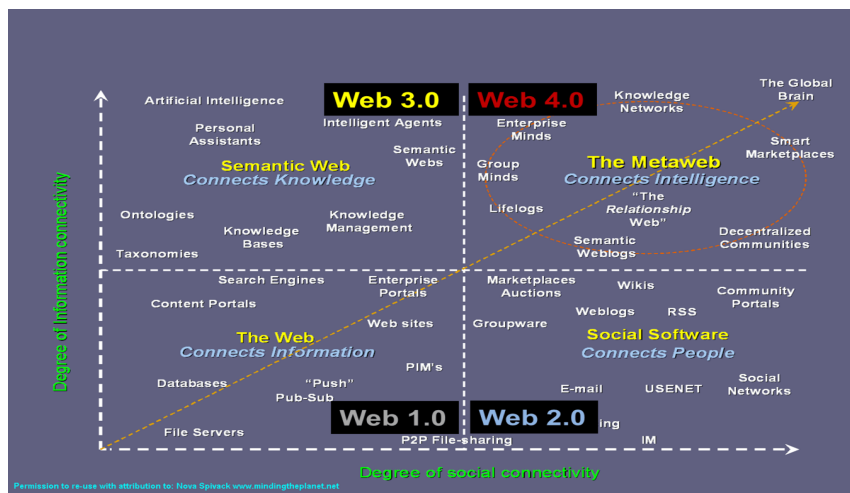 The Global
Brain
Web 3.0
Web 4.0
Artificial Intelligence
Knowledge
Networks
Personal
Assistants
Intelligent Agents
Enterprise
Minds
Smart
Marketplaces
Semantic
Webs
Group
Minds
Semantic Web
Connects Knowledge
The Metaweb
Connects Intelligence
"The
Relationship
Web"
Ontologies
Knowledge
Management
Lifelogs
Knowledge
Bases
Taxonomies
Semantic
Weblogs
Decentralized
Communities
Search Engines
Enterprise
Portals
Marketplaces
Auctions
Wikis
Community
Portals
Content Portals
Weblogs
RSS
Web sites
Groupware
The Web
Connects Information
Social Software
Connects People
PIM's
Databases
"Push"
Pub-Sub
E-mail
USENET
Social
Networks
Web 1.0
Web 2.0
File Servers
P2P File-sharing
IM
Degree of Information connectivity
Degree of social connectivity
Permission to re-use with attribution to: Nova Spivack www.mindingtheplanet.net